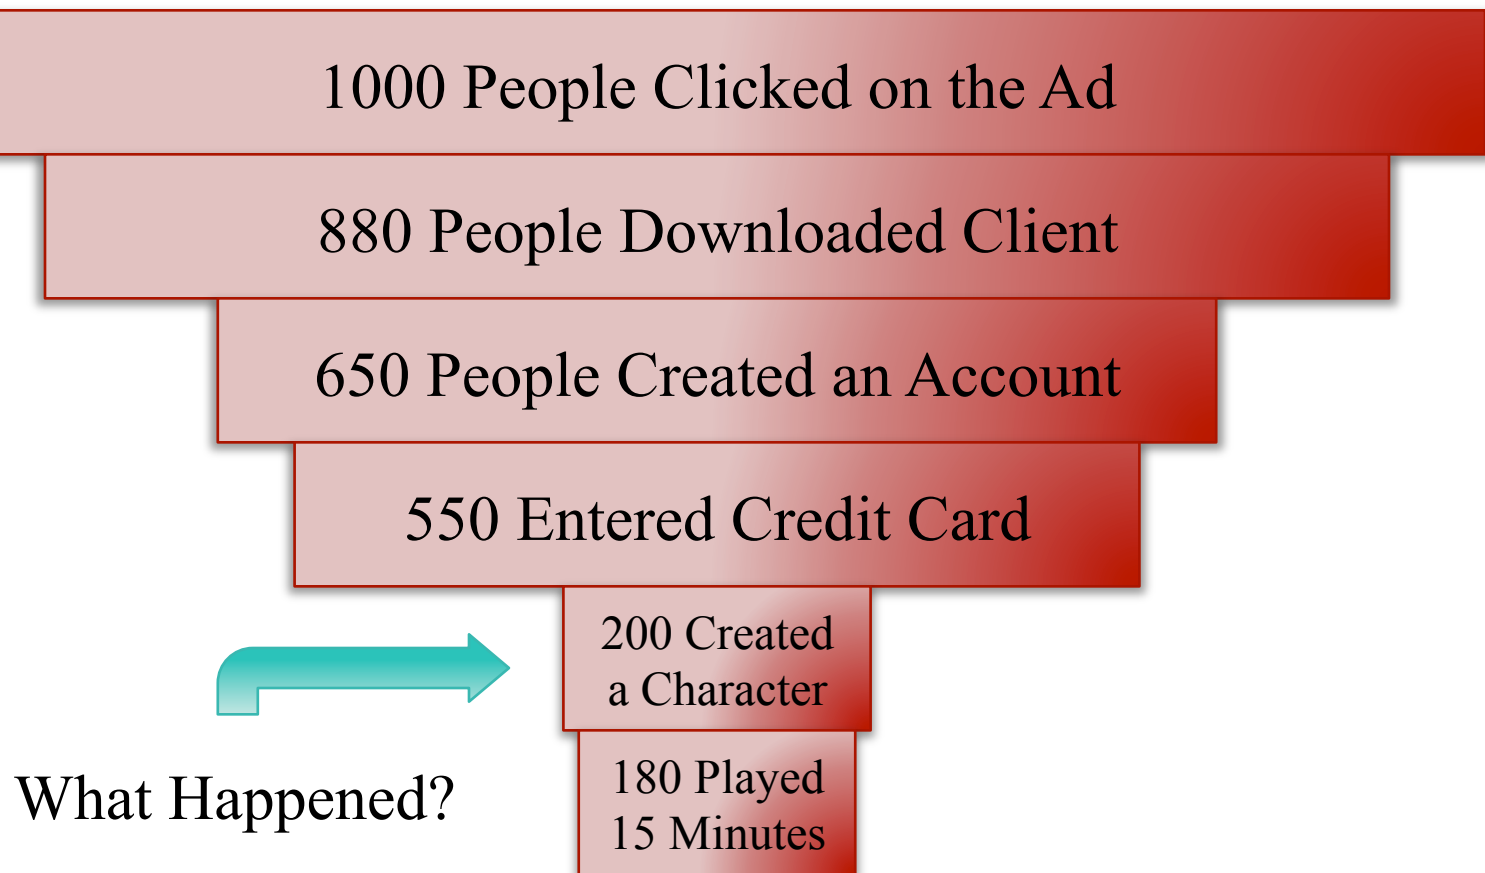 1000 People Clicked on the Ad
880 People Downloaded Client
650 People Created an Account
550 Entered Credit Card
200 Created
a Character
What Happened?
180 Played
15 Minutes